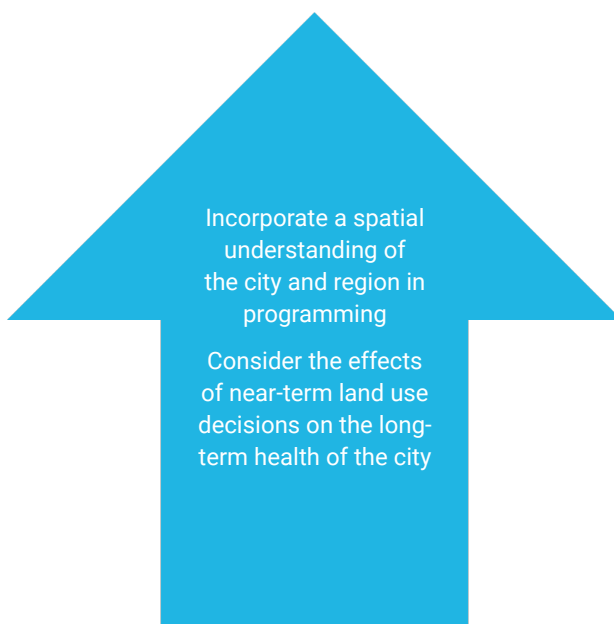 Incorporate a spatial
understanding of
the city and region in
programming
Consider the effects
of near-term land use
decisions on the long-
term health of the city